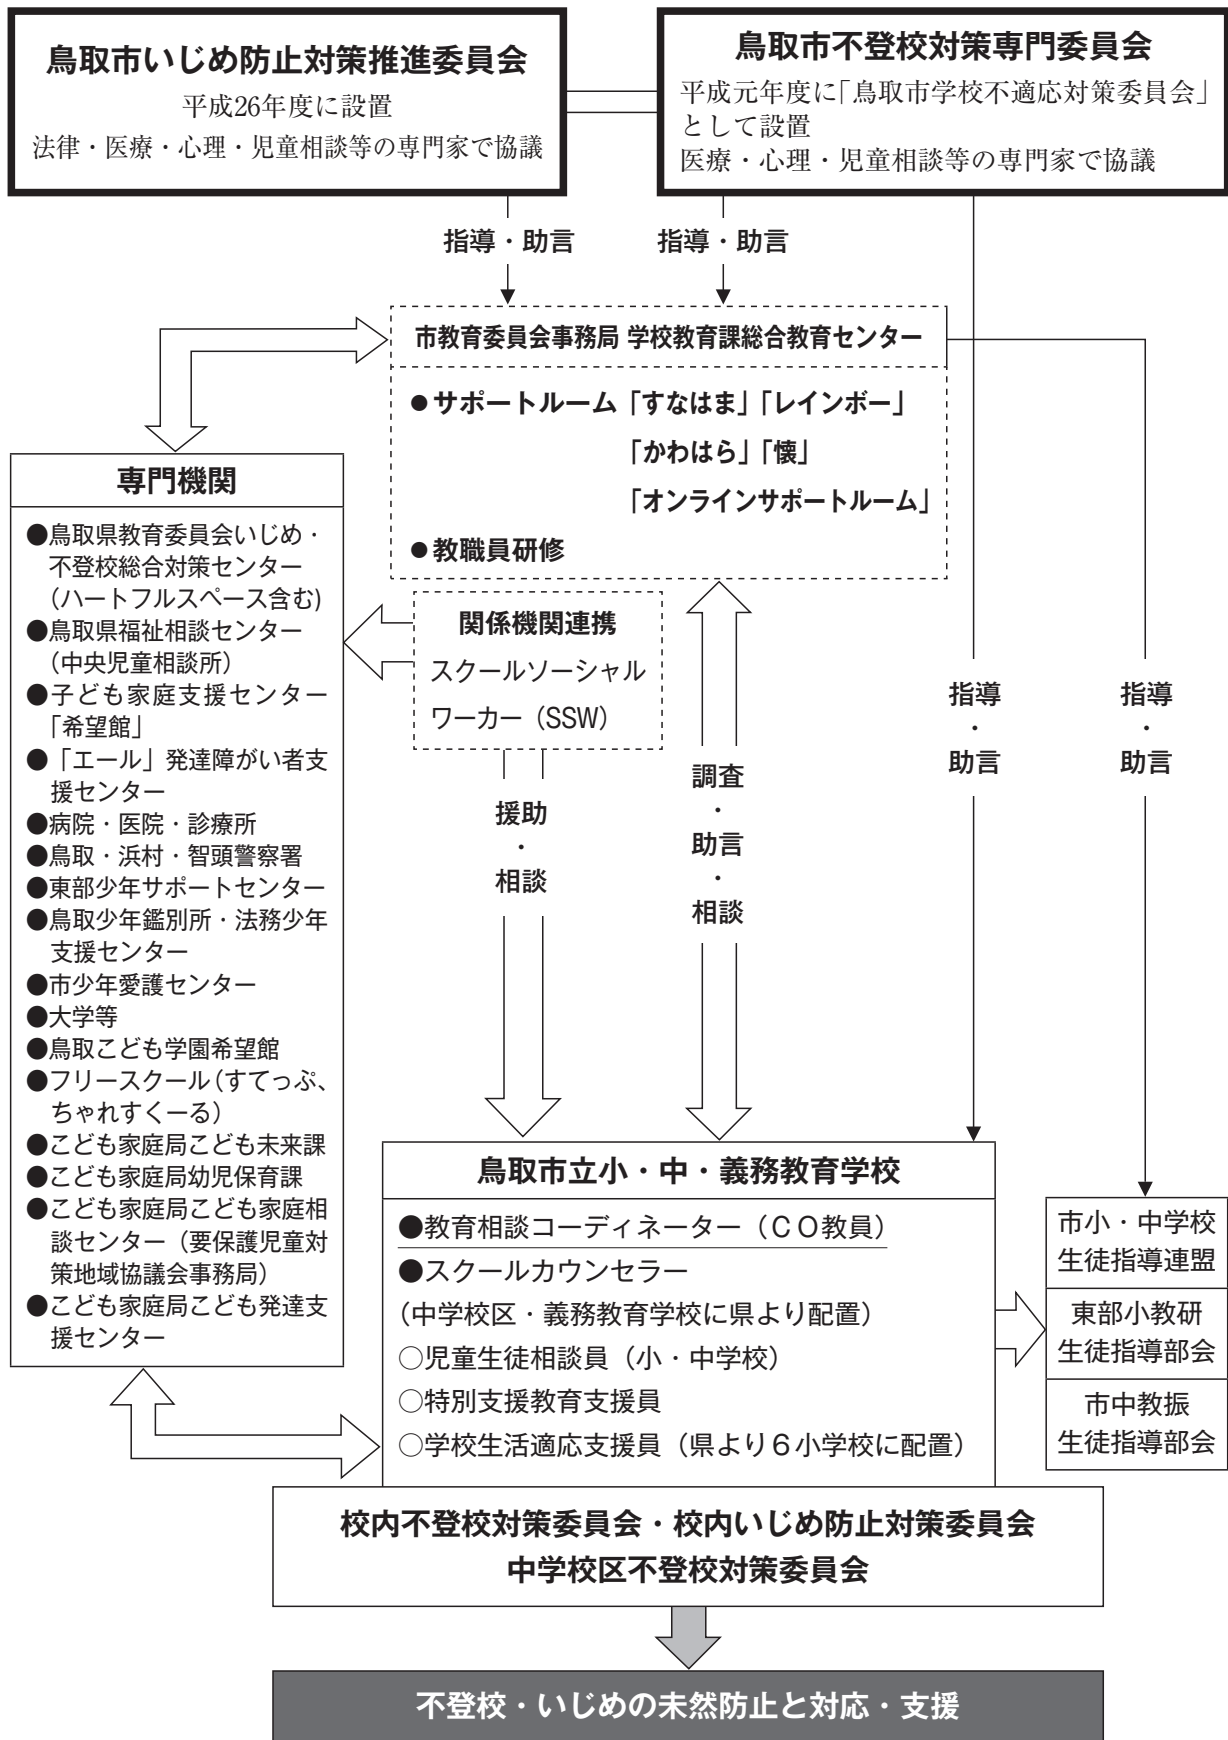 鳥取市いじめ防止対策推進委員会
平成26年度に設置
法律・医療・心理・児童相談等の専門家で協議
鳥取市不登校対策専門委員会
平成元年度に「鳥取市学校不適応対策委員会」
として設置
医療・心理・児童相談等の専門家で協議
指導・助言
指導・助言
市教育委員会事務局 学校教育課総合教育センター
●サポートルーム「すなはま」「レインボー」
「かわはら」「懐」
「オンラインサポートルーム」
●教職員研修
専門機関
●鳥取県教育委員会いじめ・
不登校総合対策センター
(ハートフルスペース含む)
●鳥取県福祉相談センター
(中央児童相談所)
●子ども家庭支援センター
「希望館」
●「エール」発達障がい者支
援センター
●病院・医院・診療所
●鳥取・浜村・智頭警察署
●東部少年サポートセンター
●鳥取少年鑑別所・法務少年
支援センター
●市少年愛護センター
●大学等
●鳥取こども学園希望館
●フリースクール(すてっぷ、
ちゃれすくーる)
●こども家庭局こども未来課
●こども家庭局幼児保育課
●こども家庭局こども家庭相
談センター(要保護児童対
策地域協議会事務局)
●こども家庭局こども発達支
援センター
関係機関連携
スクールソーシャル
ワーカー(SSW)
援助
・
相談
調査
・
助言
・
相談
指導
・
助言
指導
・
助言
鳥取市立小・中・義務教育学校
●教育相談コーディネーター(CO教員)
●スクールカウンセラー
(中学校区・義務教育学校に県より配置)
○児童生徒相談員(小・中学校)
○特別支援教育支援員
○学校生活適応支援員(県より6小学校に配置)
市小・中学校
生徒指導連盟
東部小教研
生徒指導部会
市中教振
生徒指導部会
校内不登校対策委員会・校内いじめ防止対策委員会
中学校区不登校対策委員会
不登校・いじめの未然防止と対応・支援